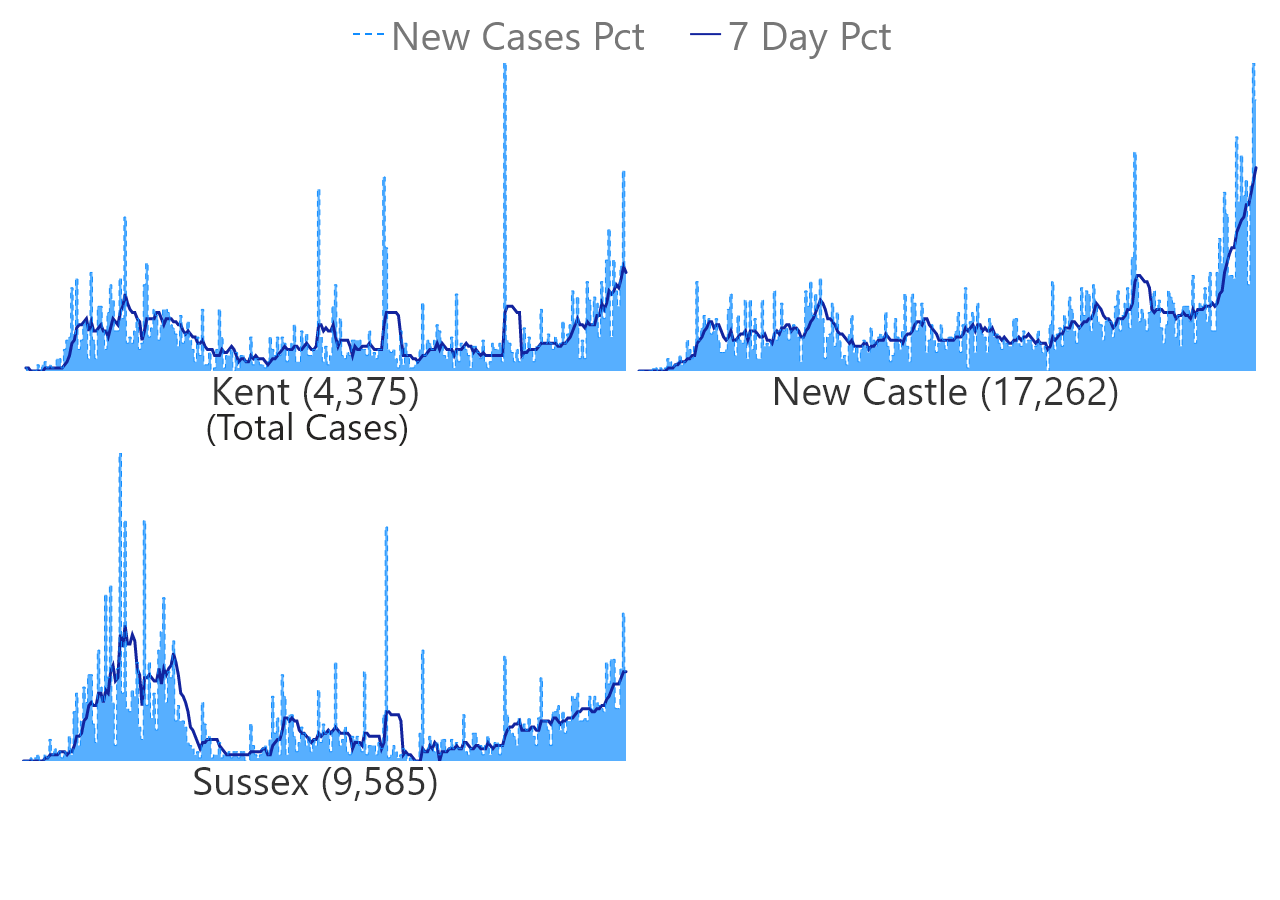 New Cases Pct 7 Day Pct
Kent (4,375) New Castle (17,262)
(Total Cases)
Sussex (9,585)